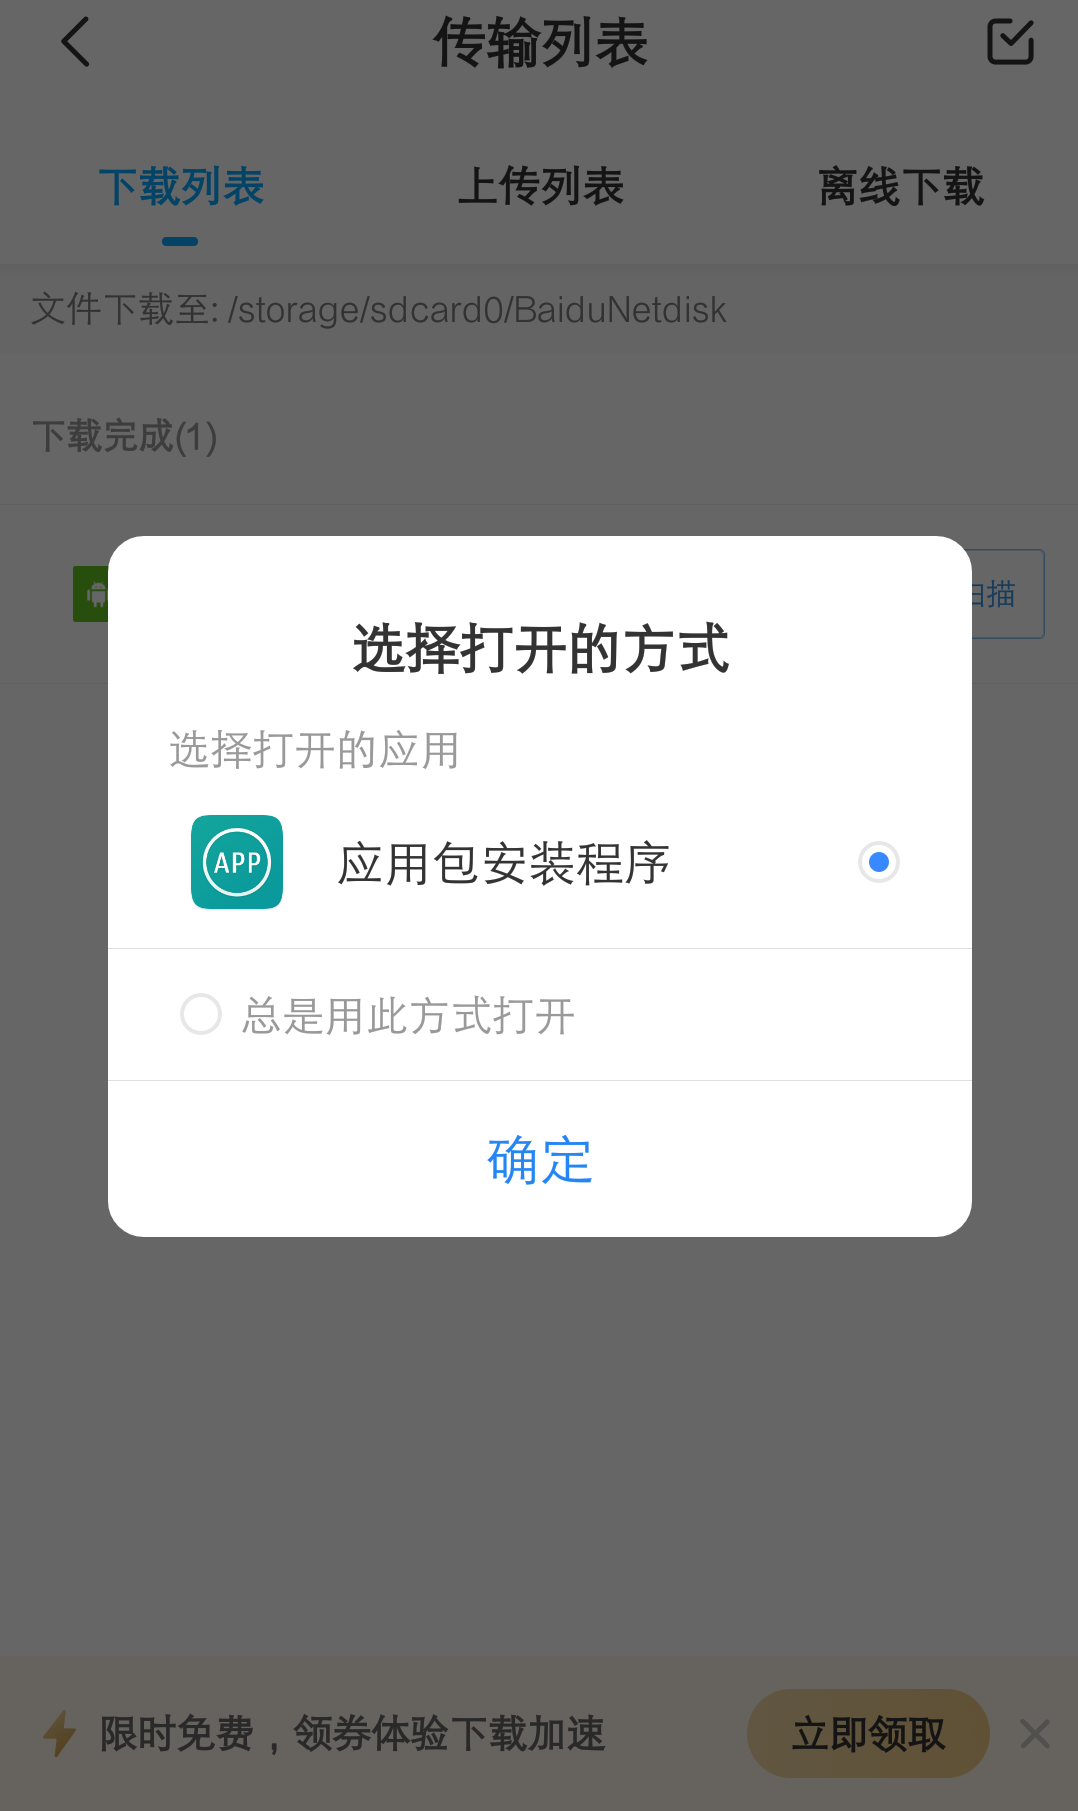 传输列表
下载列表 上传列表 离线下载
文件下载至: /storage/sdcard0/BaiduNetdisk
下载完成(1)
描
选择打开的方式
选择打开的应用
APP 应用包安装程序
总是用此方式打开
确定
限时免费，领券体验下载加速 立即领取